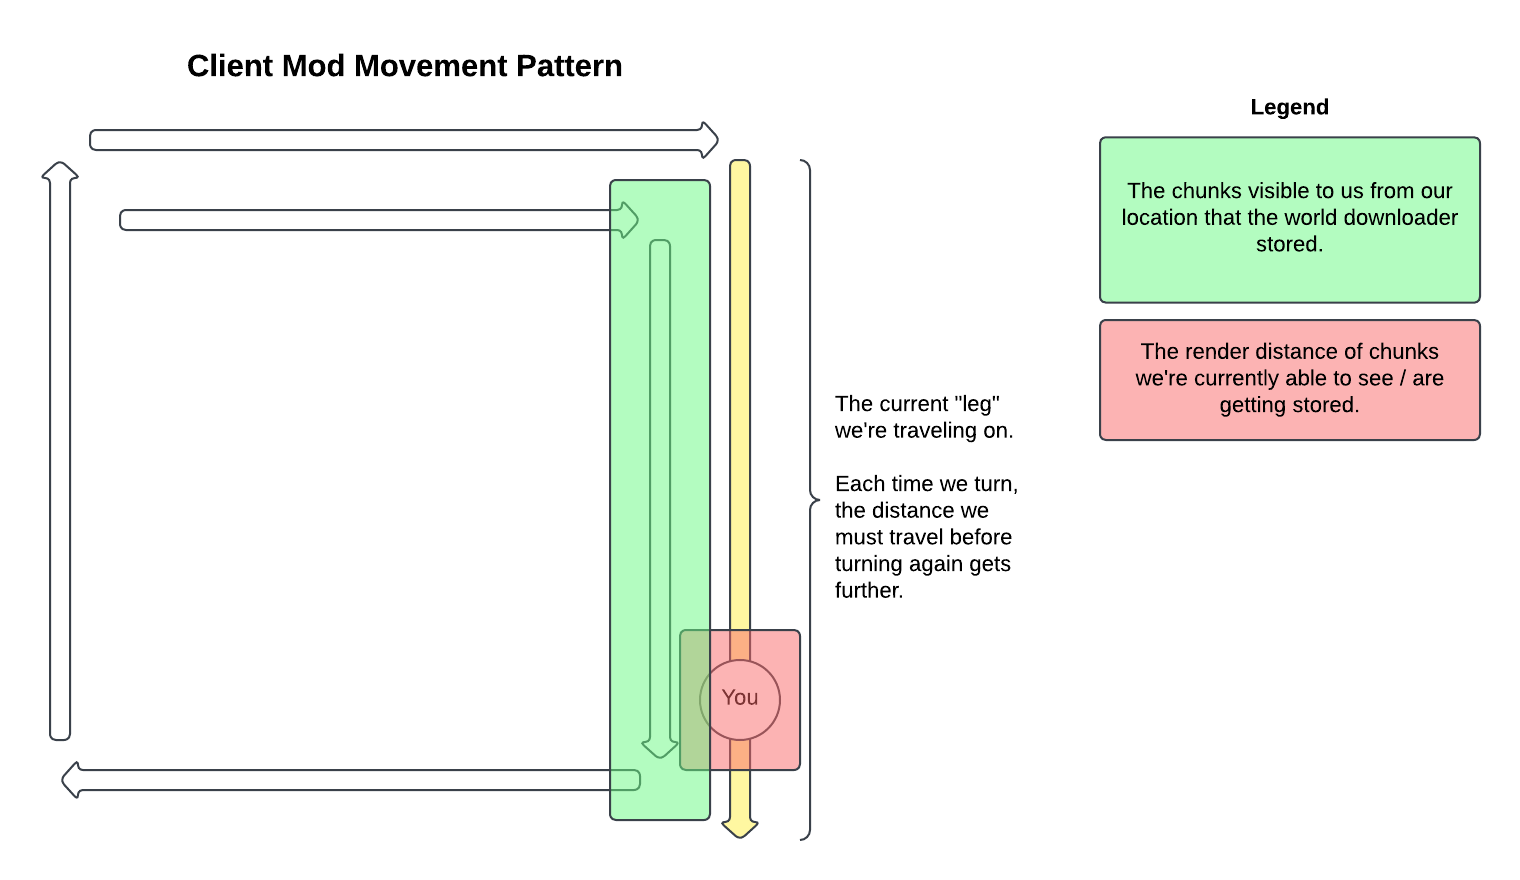 Client Mod Movement Pattern
Legend
The chunks visible to us from our
location that the world downloader
stored.
The render distance of chunks
we're currently able to see / are
getting stored.
The current "leg"
we're traveling on.
Each time we turn,
the distance we
must travel before
turning again gets
further.
You